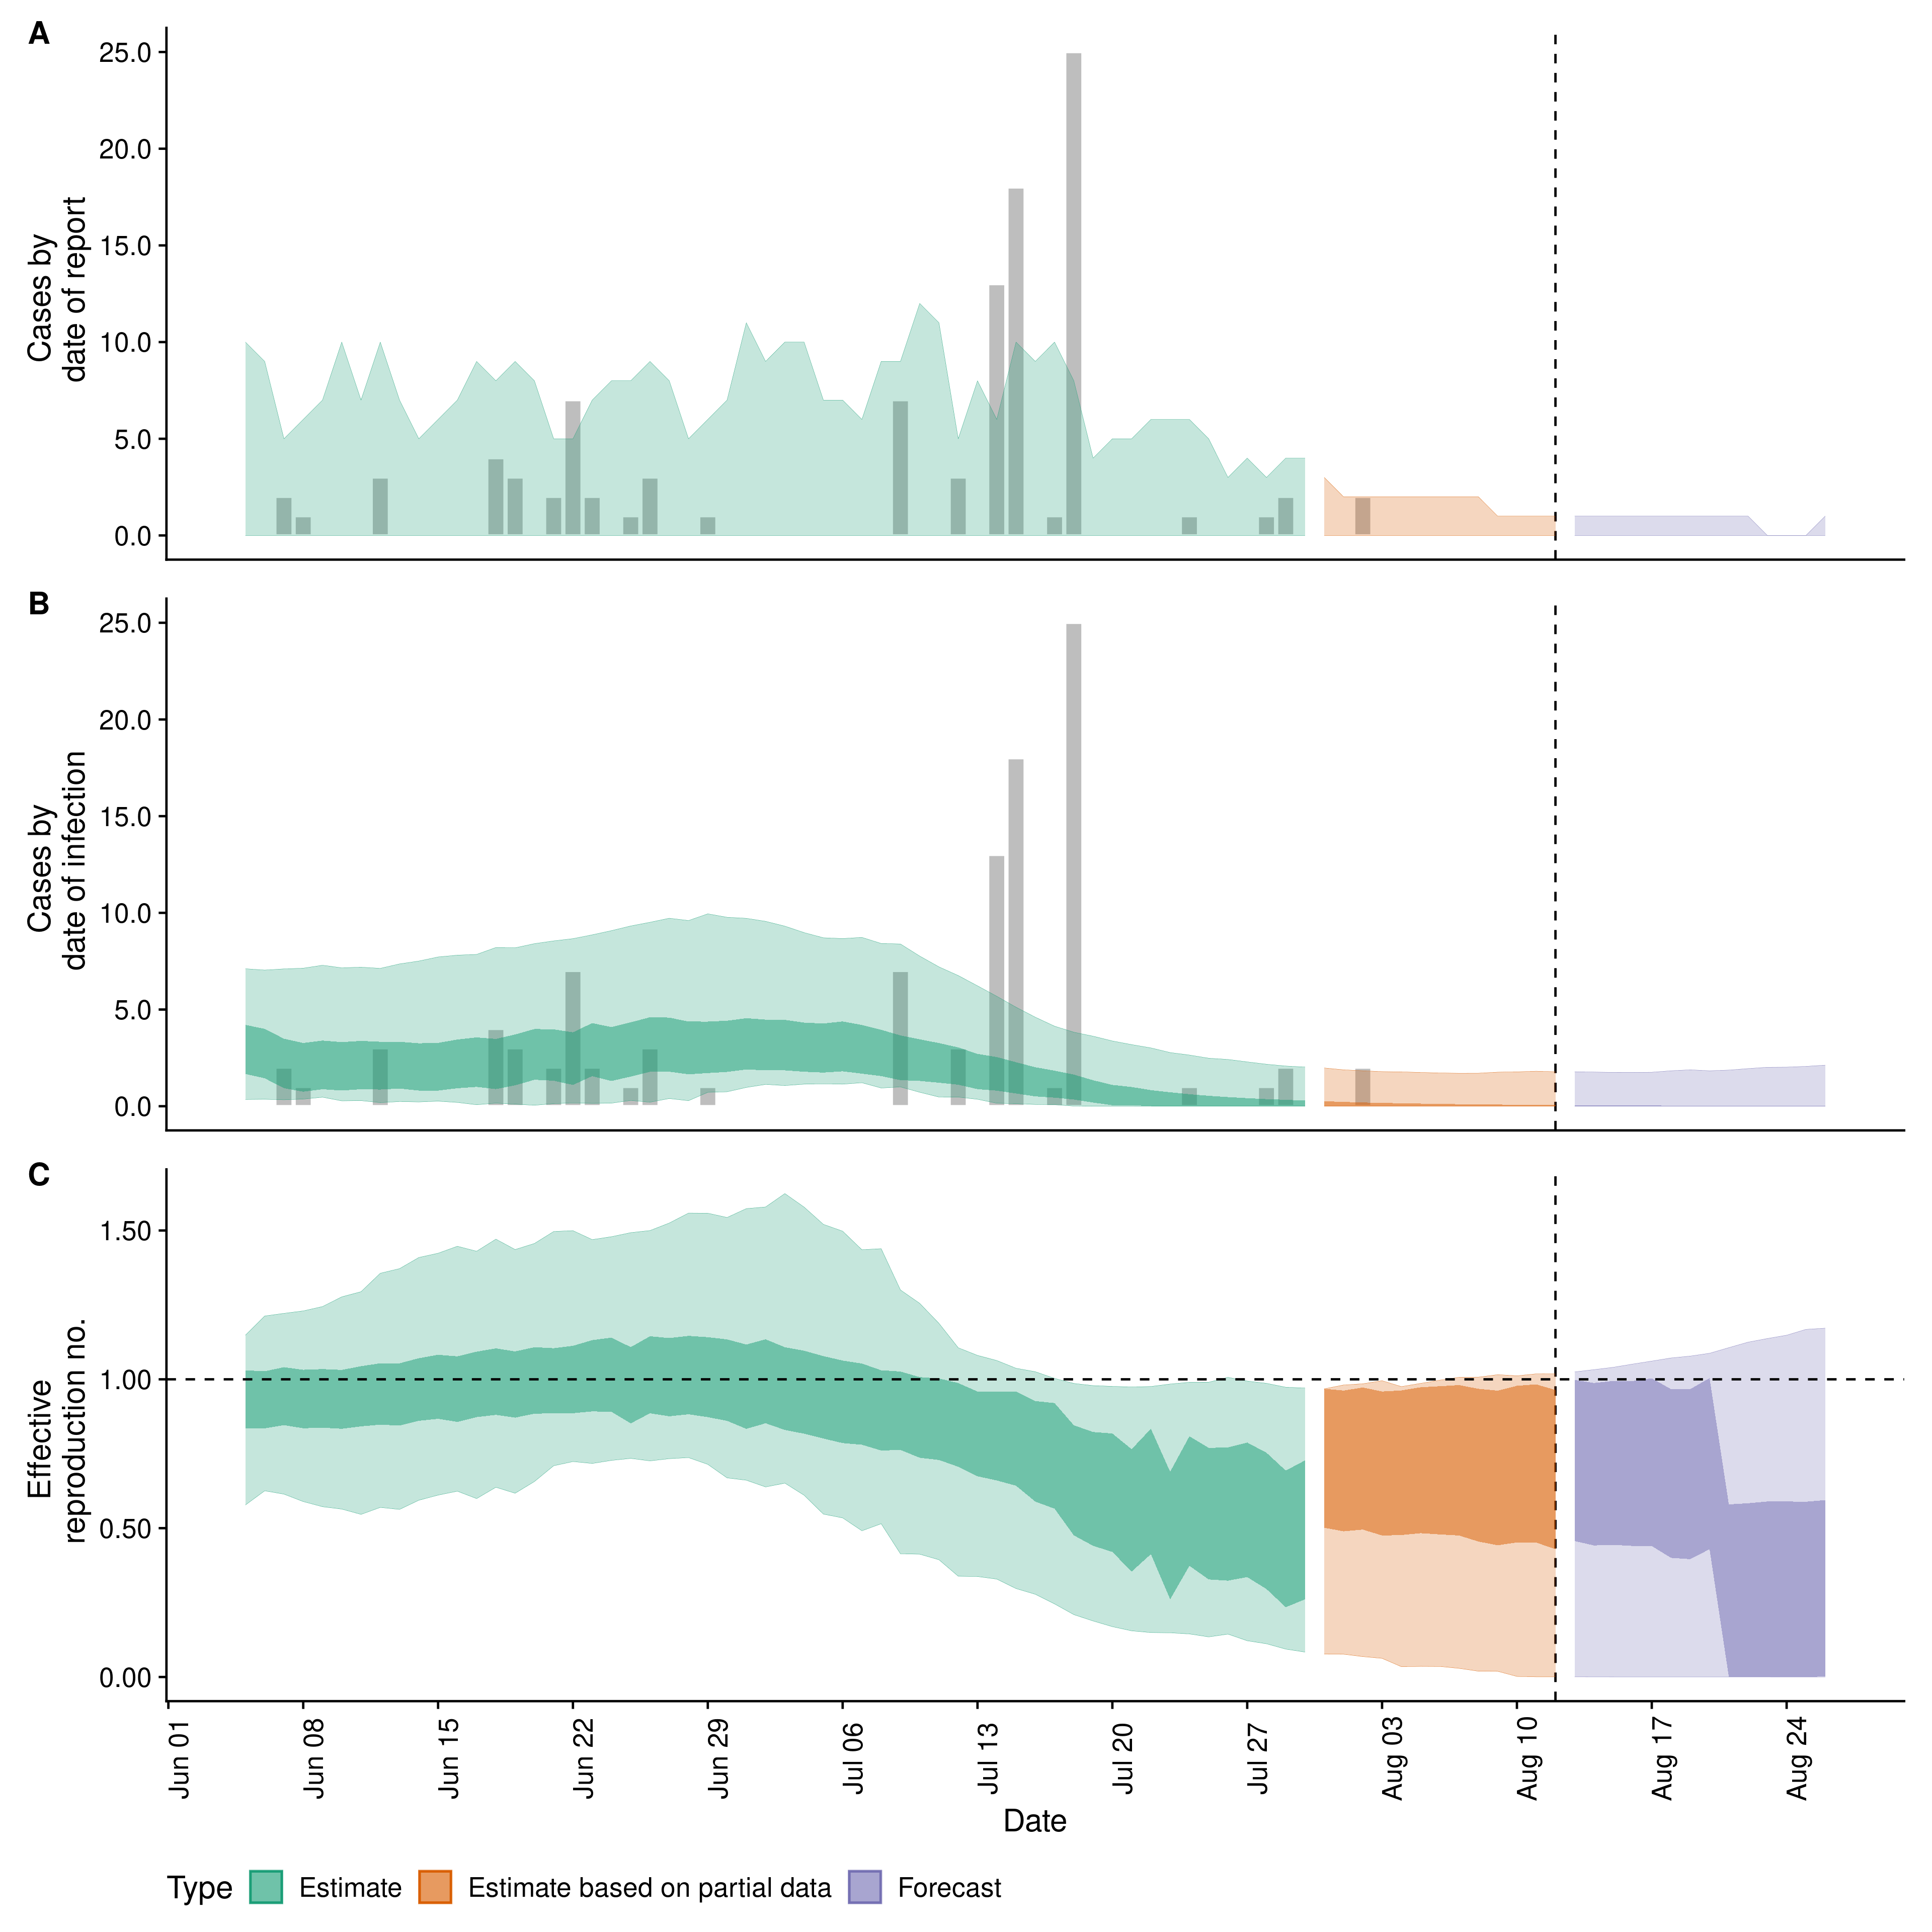 A
25.0
20.0
15.0
10.0
5.0
0.0
Cases by
date of report
B
25.0
20.0
15.0
10.0
5.0
0.0
Cases by
date of infection
C
1.50
1.00
0.50
0.00
Effective
reproduction no.
Jun 01
Jun 08
Jun 15
Jun 22
Jun 29
Jul 06
Jul 13
Jul 20
Jul 27
Aug 03
Aug 10
Aug 17
Aug 24
Date
Type Estimate Estimate based on partial data Forecast